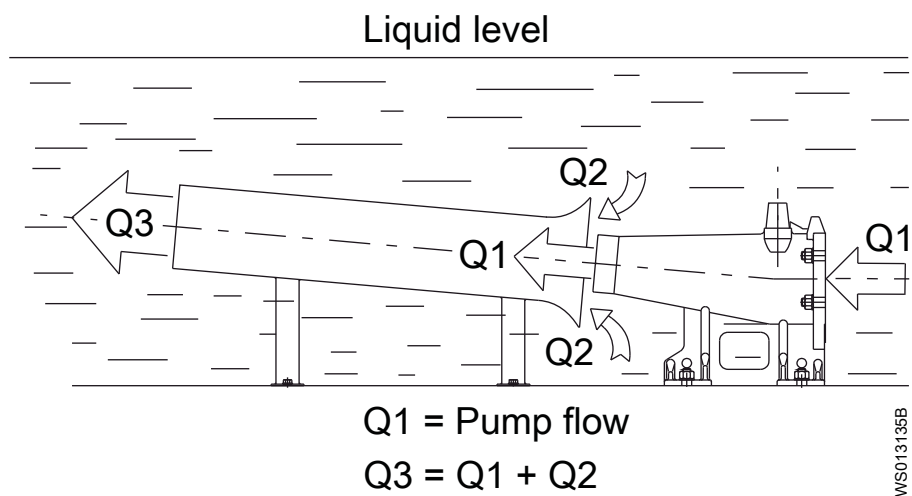 Liquid level
Q2
Q3
Q1
Q1
Q2
Q1 = Pump flow
Q3 = Q1 + Q2
WS013135B